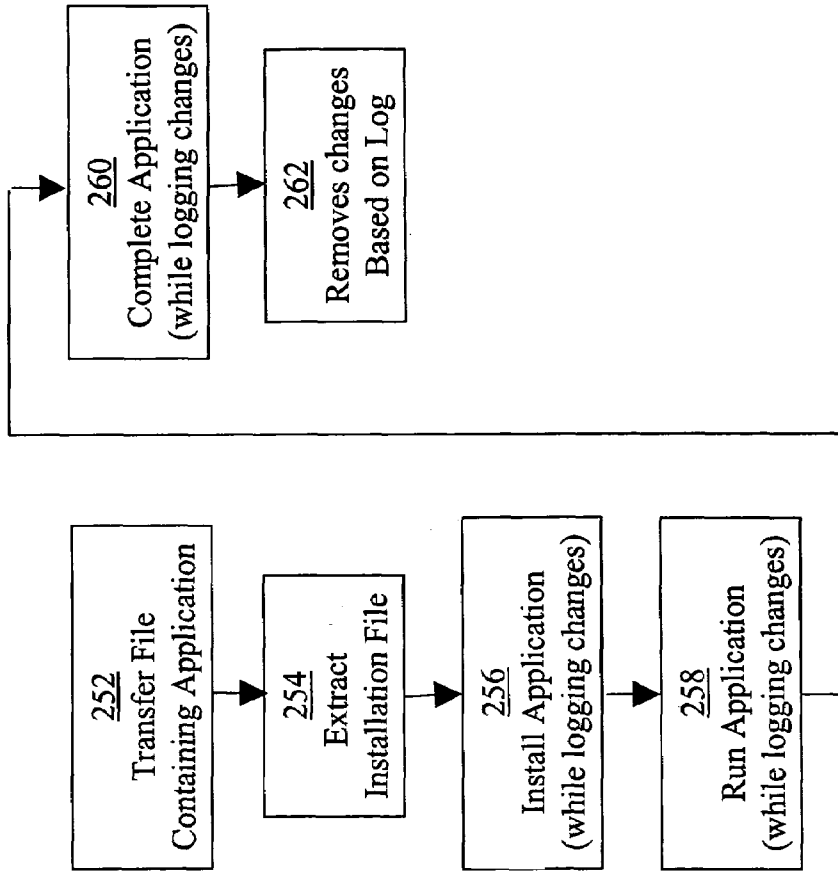 252
Transfer File
Containing Application
254
Extract
Installation File
256
Install Application
(while logging changes)
258
Run Application
(while logging changes)
260
Complete Application
(while logging changes)
262
Removes changes
Based on Log